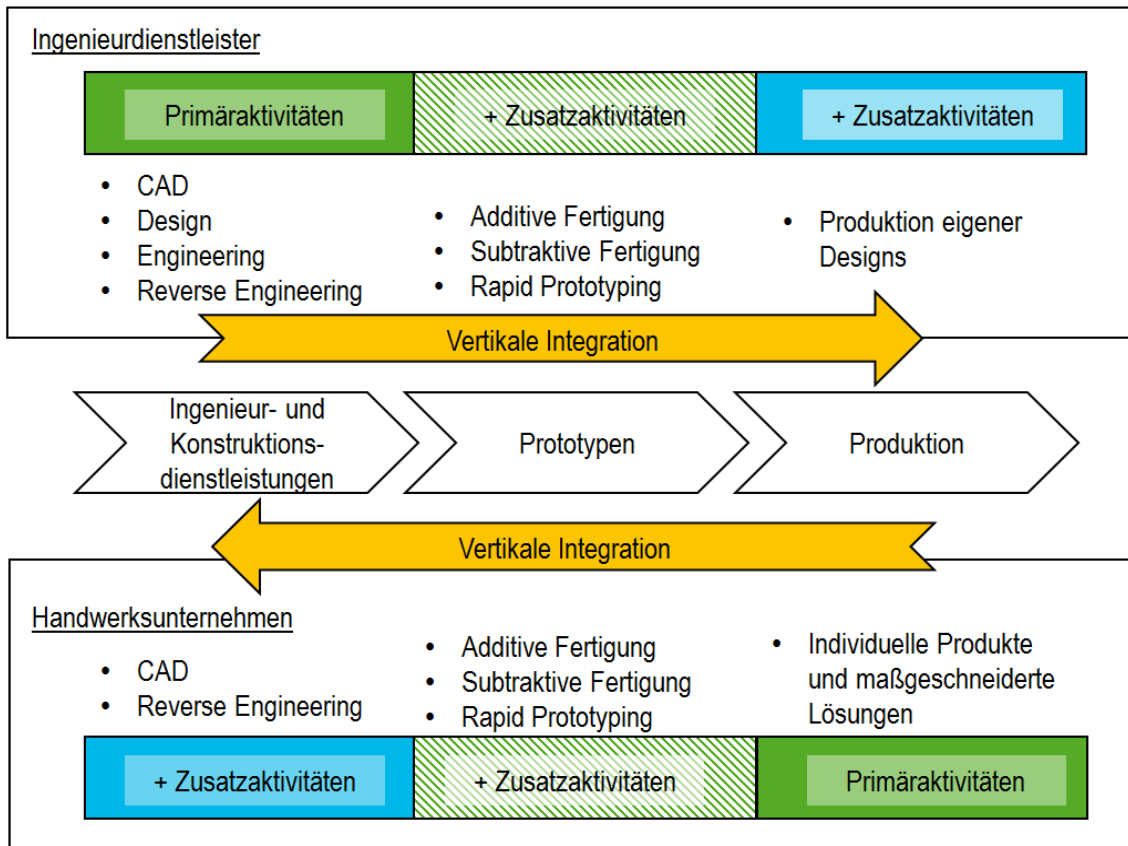 Ingenieurdienstleister
Primäraktivitäten
+ Zusatzaktivitäten
+ Zusatzaktivitäten
• CAD
• Design
• Engineering
• Reverse Engineering
• Additive Fertigung
• Subtraktive Fertigung
• Rapid Prototyping
• Produktion eigener
Designs
Vertikale Integration
Ingenieur- und
Konstruktions-
dienstleistungen
Prototypen
Produktion
Vertikale Integration
Handwerksunternehmen
• CAD
• Reverse Engineering
• Additive Fertigung
• Subtraktive Fertigung
• Rapid Prototyping
• Individuelle Produkte
und maßgeschneiderte
Lösungen
+ Zusatzaktivitäten
+ Zusatzaktivitäten
Primäraktivitäten